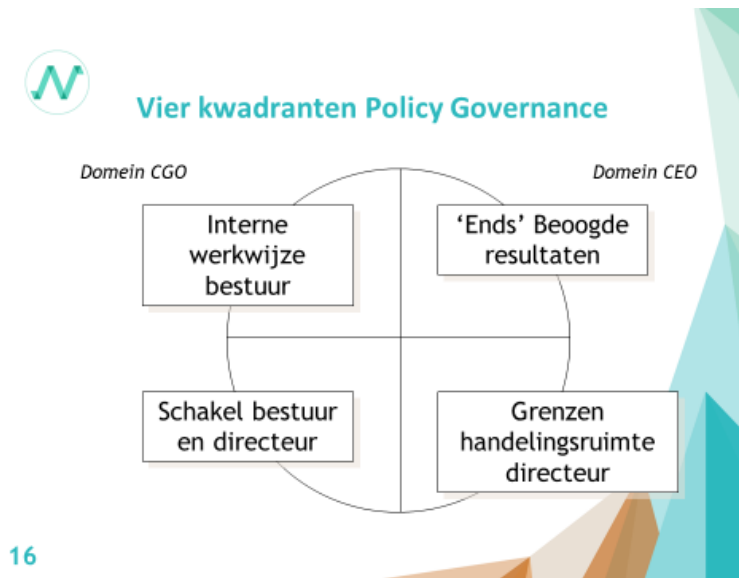 Vier kwadranten Policy Governance
Domein CGO
Domein CEO
Interne
werkwijze
bestuur
‘Ends’ Beoogde
resultaten
Schakel bestuur
en directeur
Grenzen
handelingsruimte
directeur
16